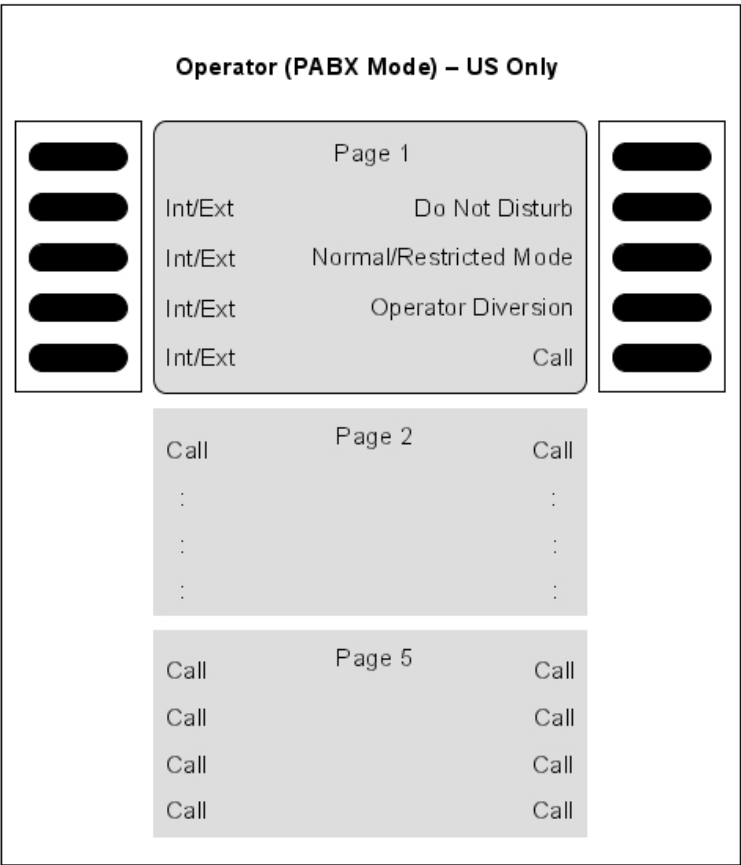 Operator (PABX Mode) – US Only
Page 1
Int/Ext Do Not Disturb
Int/Ext Normal/Restricted Mode
Int/Ext Operator Diversion
Int/Ext Call
Page 2
Call Call
: :
: :
: :
Page 5
Call Call
Call Call
Call Call
Call Call